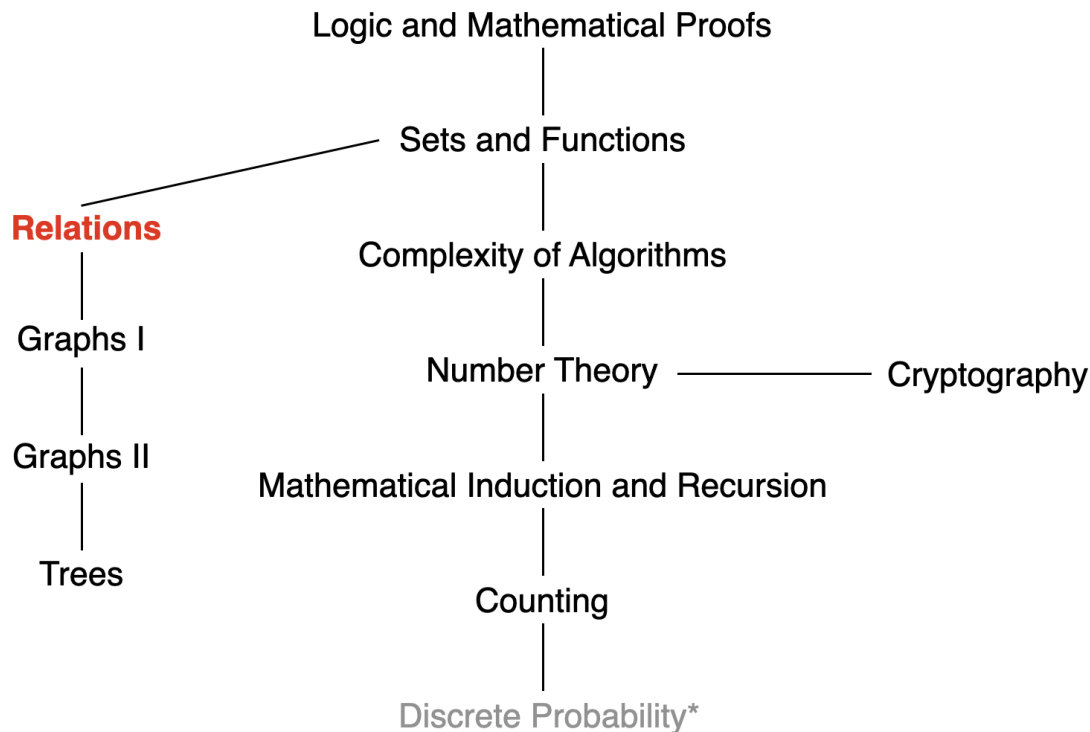 Logic and Mathematical Proofs
Sets and Functions
Relations
Complexity of Algorithms
Graphs I
Number Theory
Cryptography
Graphs II
Mathematical Induction and Recursion
Trees
Counting
Discrete Probability*